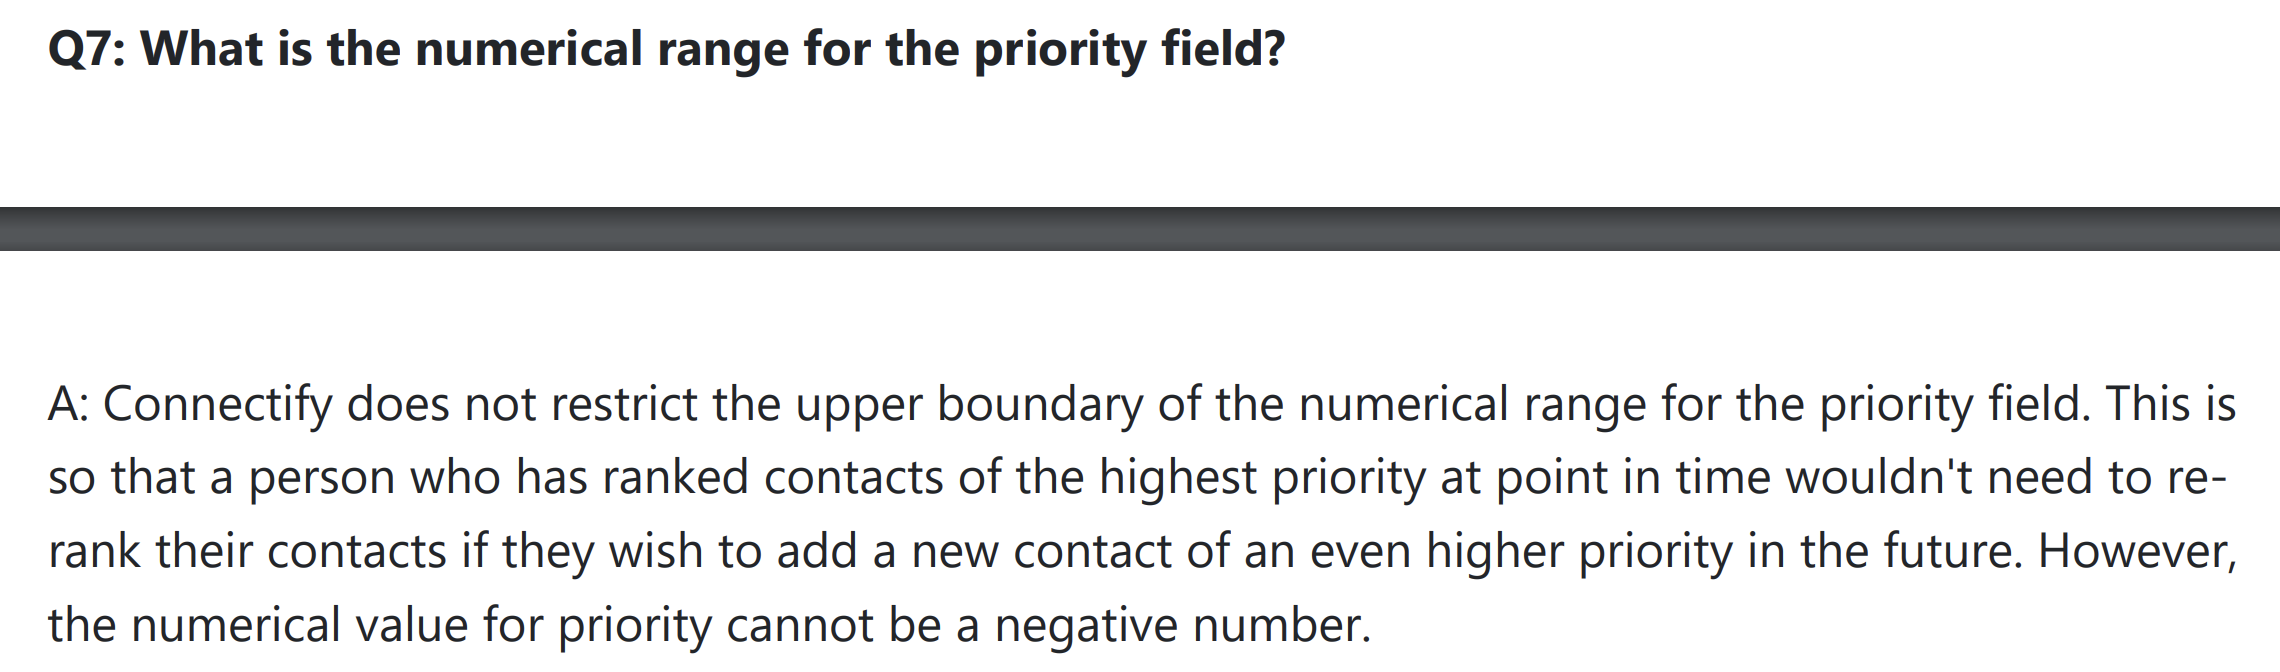 Q7: What is the numerical range for the priority field?
A: Connectify does not restrict the upper boundary of the numerical range for the priority field. This is
so that a person who has ranked contacts of the highest priority at point in time wouldn't need to re-
rank their contacts if they wish to add a new contact of an even higher priority in the future. However,
the numerical value for priority cannot be a negative number.